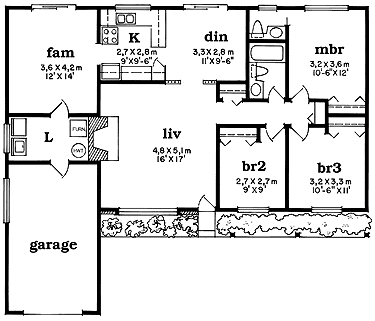 fam
3,6 x 4,2 m
12' x 14'
K
2,7 x 2,8 m
9' x 9'-6"
din
3,3 x 2,8 m
11' x 9'-6"
mbr
3,2 x 3,6 m
10'-6" x 12'
L
FURN.
HWT
liv
4,8 x 5,1 m
16' x 17'
br2
2,7 x 2,7 m
9' x 9'
br3
3,2 x 3,3 m
10'-6" x 11'
garage